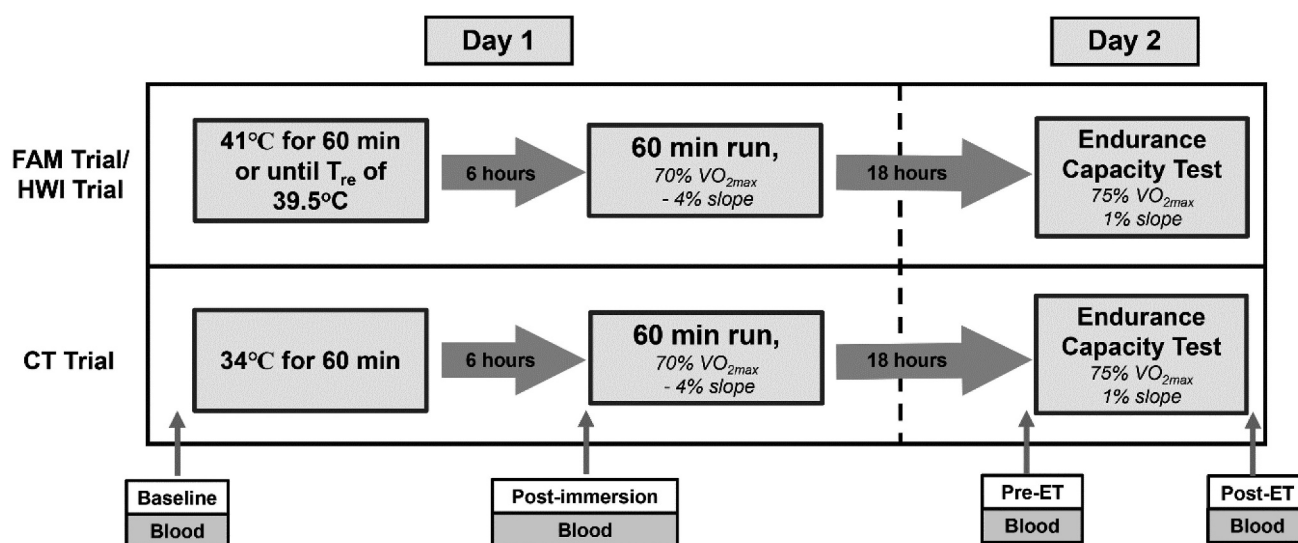 Day 1
Day 2
FAM Trial/
HWI Trial
41°C for 60 min
or until Tre of
39.5oC
6 hours
60 min run,
70% VO2max
- 4% slope
18 hours
Endurance
Capacity Test
75% VO2max
1% slope
CT Trial
34°C for 60 min
6 hours
60 min run,
70% VO2max
- 4% slope
18 hours
Endurance
Capacity Test
75% VO2max
1% slope
Baseline
Blood
Post-immersion
Blood
Pre-ET
Blood
Post-ET
Blood